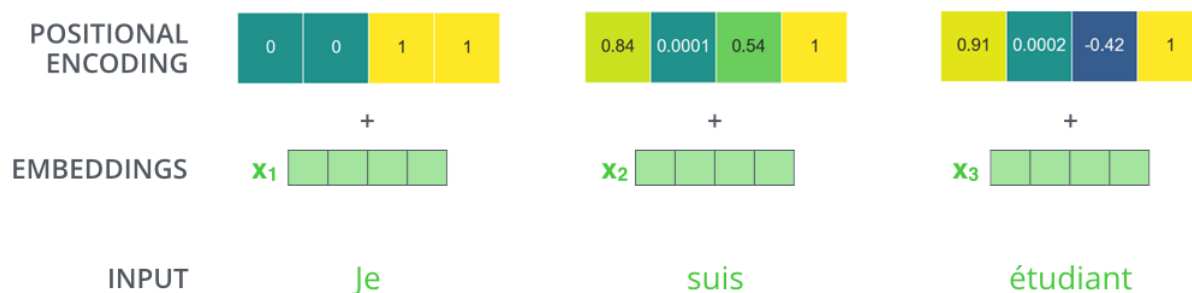 POSITIONAL
ENCODING
0 0 1 1
0.84 0.0001 0.54 1
0.91 0.0002 -0.42 1
+ + +
EMBEDDINGS
x1 x2 x3
INPUT
Je suis étudiant